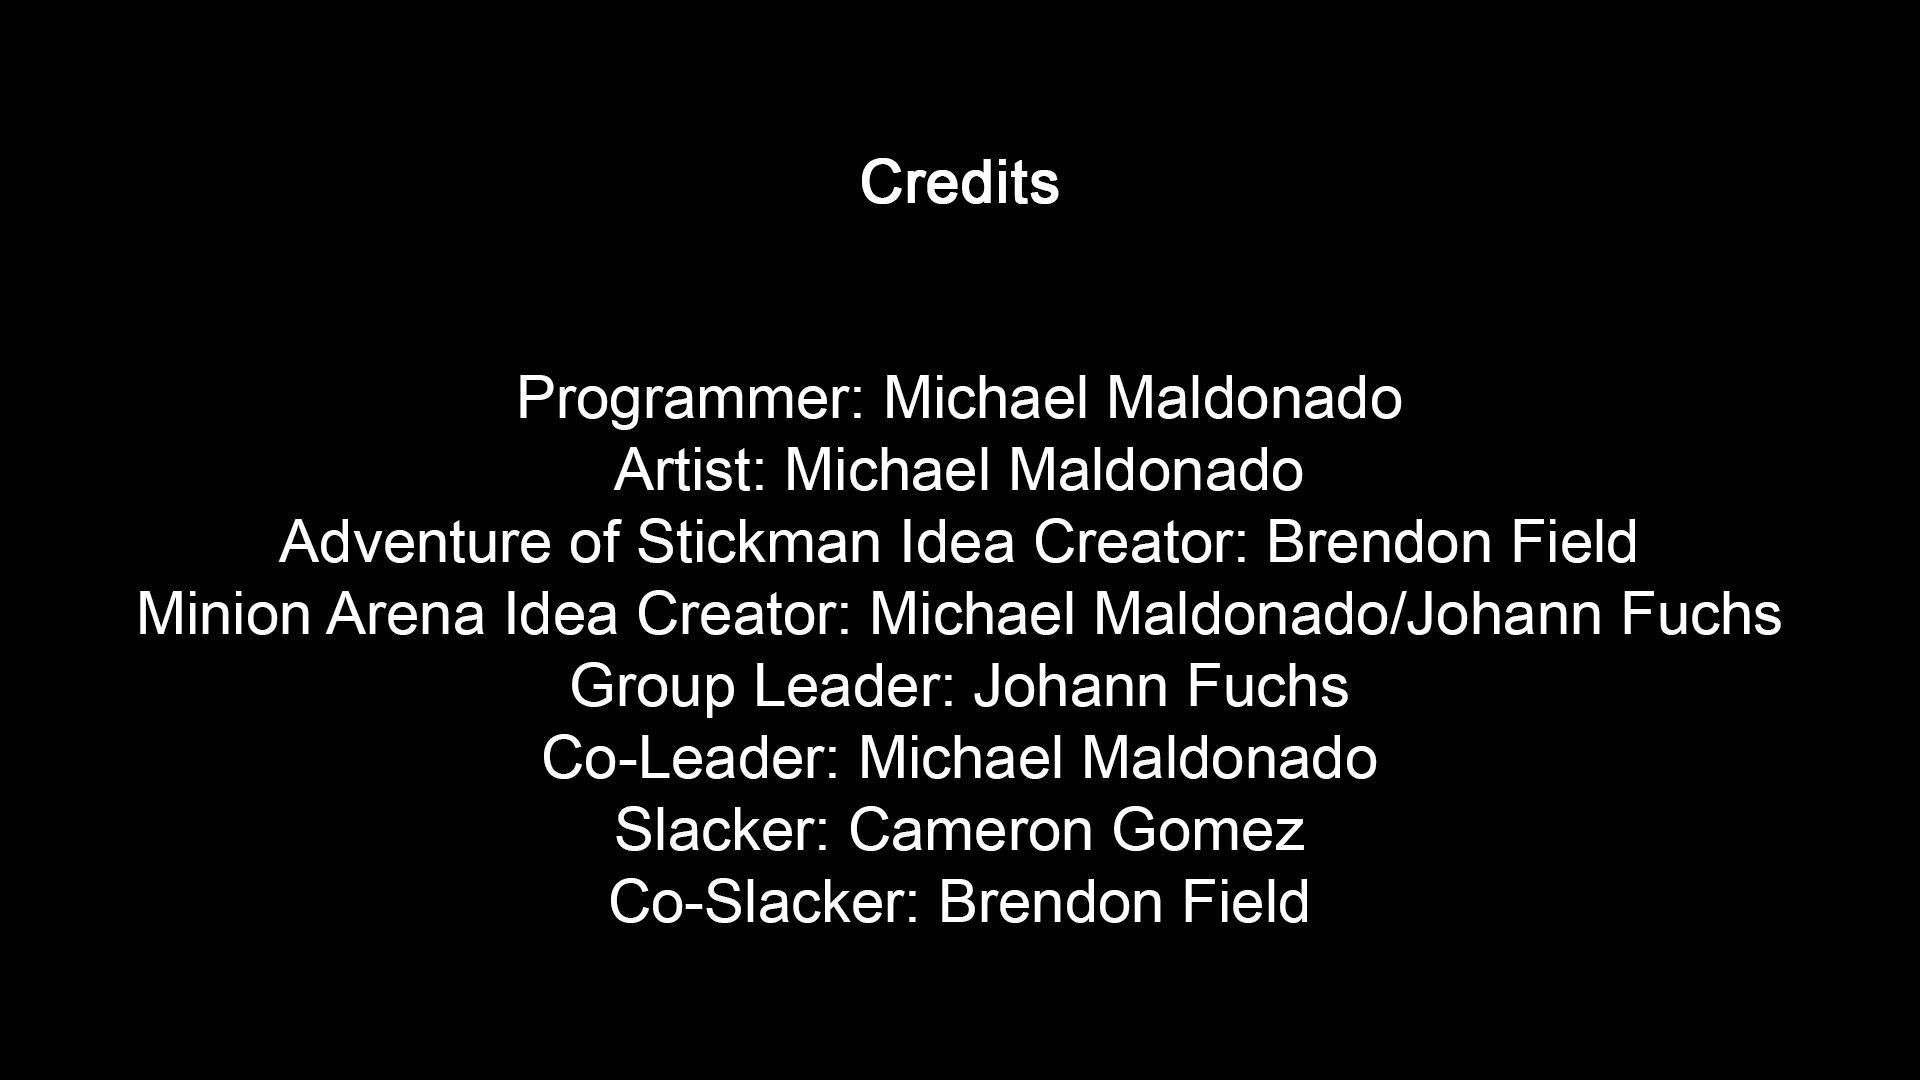 Credits
Programmer: Michael Maldonado
Artist: Michael Maldonado
Adventure of Stickman Idea Creator: Brendon Field
Minion Arena Idea Creator: Michael Maldonado/Johann Fuchs
Group Leader: Johann Fuchs
Co-Leader: Michael Maldonado
Slacker: Cameron Gomez
Co-Slacker: Brendon Field